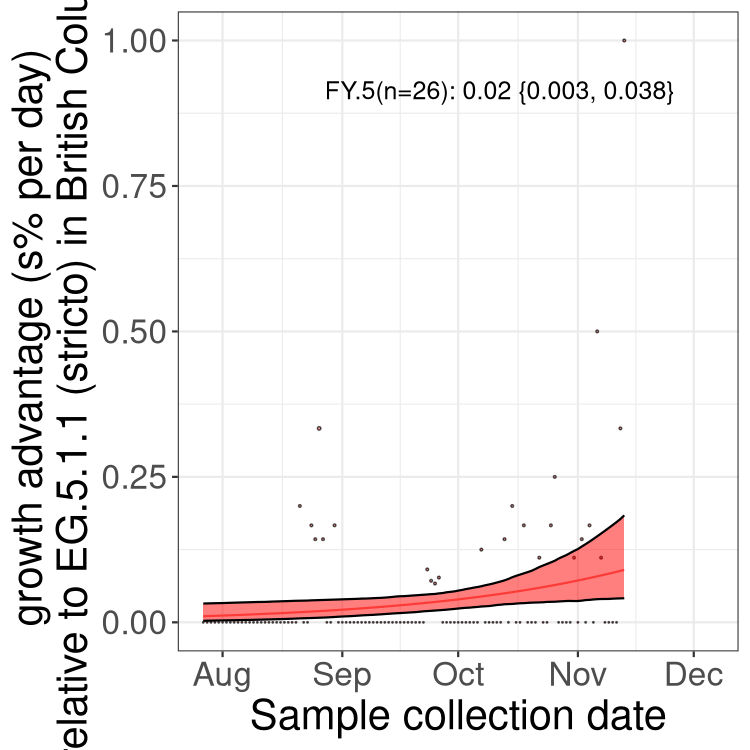 growth advantage (s% per day)
relative to EG.5.1.1 (stricto) in British Colu
1.00
0.75
0.50
0.25
0.00
FY.5(n=26): 0.02 {0.003, 0.038}
Aug Sep Oct Nov Dec
Sample collection date